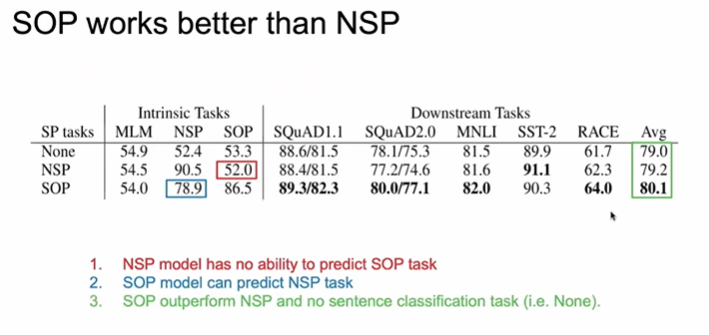 SOP works better than NSP
Intrinsic Tasks Downstream Tasks
SP tasks MLM NSP SOP SQuAD1.1 SQuAD2.0 MNLI SST-2 RACE Avg
None 54.9 52.4 53.3 88.6/81.5 78.1/75.3 81.5 89.9 61.7 79.0
NSP 54.5 90.5 52.0 88.4/81.5 77.2/74.6 81.6 91.1 62.3 79.2
SOP 54.0 78.9 86.5 89.3/82.3 80.0/77.1 82.0 90.3 64.0 80.1
1. NSP model has no ability to predict SOP task
2. SOP model can predict NSP task
3. SOP outperform NSP and no sentence classification task (i.e. None).